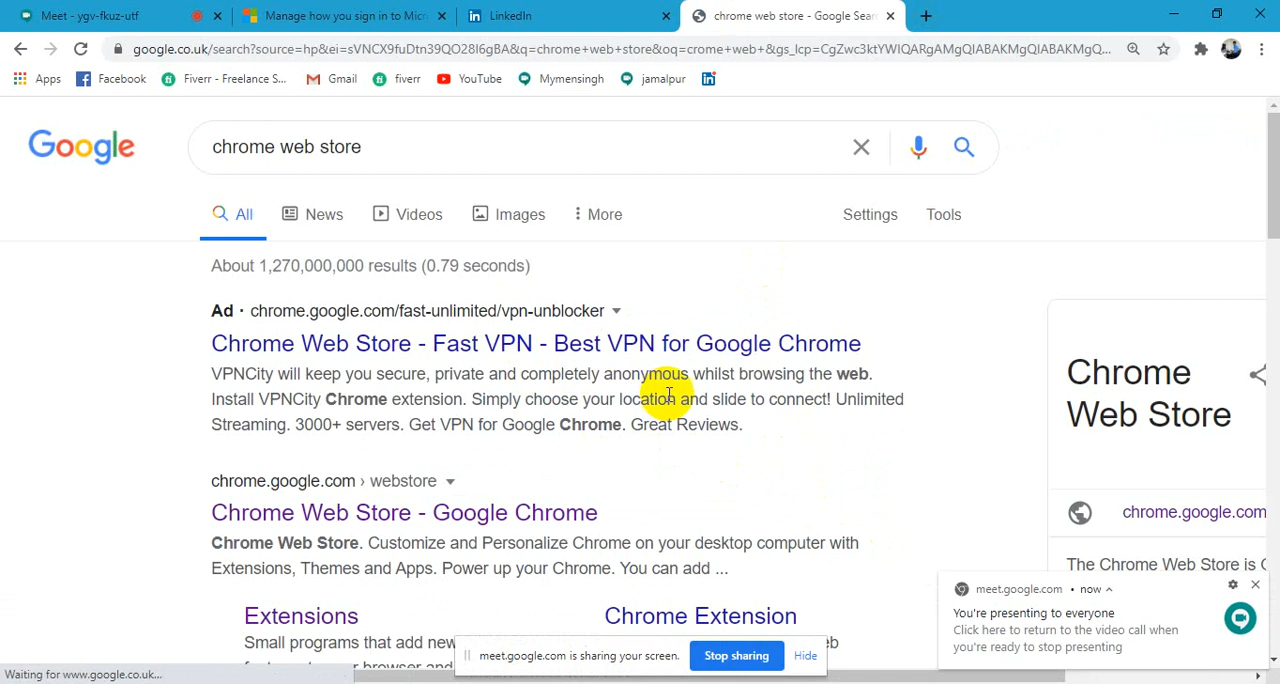 Meet - ygv-fkuz-utf
Manage how you sign in to Micr
LinkedIn
chrome web store - Google Sear
google.co.uk/search?source=hp&ei=sVNCX9fuDtn39QO28I6gBA&q=chrome+web+store&oq=crome+web+&gs_lcp=CgZwc3ktYWIQARgAMgQIABAKMgQIABAKMgQIABAKMgQ...
Apps
Facebook
Fiverr - Freelance S...
Gmail
fiverr
YouTube
Mymensingh
jamalpur
Google
chrome web store
All
News
Videos
Images
More
Settings
Tools
About 1,270,000,000 results (0.79 seconds)
Ad · chrome.google.com/fast-unlimited/vpn-unblocker
Chrome Web Store - Fast VPN - Best VPN for Google Chrome
VPNCity will keep you secure, private and completely anonymous whilst browsing the web.
Install VPNCity Chrome extension. Simply choose your location and slide to connect! Unlimited
Streaming. 3000+ servers. Get VPN for Google Chrome. Great Reviews.
chrome.google.com › webstore
Chrome Web Store - Google Chrome
Chrome Web Store. Customize and Personalize Chrome on your desktop computer with
Extensions, Themes and Apps. Power up your Chrome. You can add ...
Extensions
Small programs that add new
Chrome Extension
Chrome
Web Store
chrome.google.com
The Chrome Web Store is
meet.google.com • now
You're presenting to everyone
Click here to return to the video call when
you're ready to stop presenting
meet.google.com is sharing your screen.
Stop sharing
Hide
Waiting for www.google.co.uk...